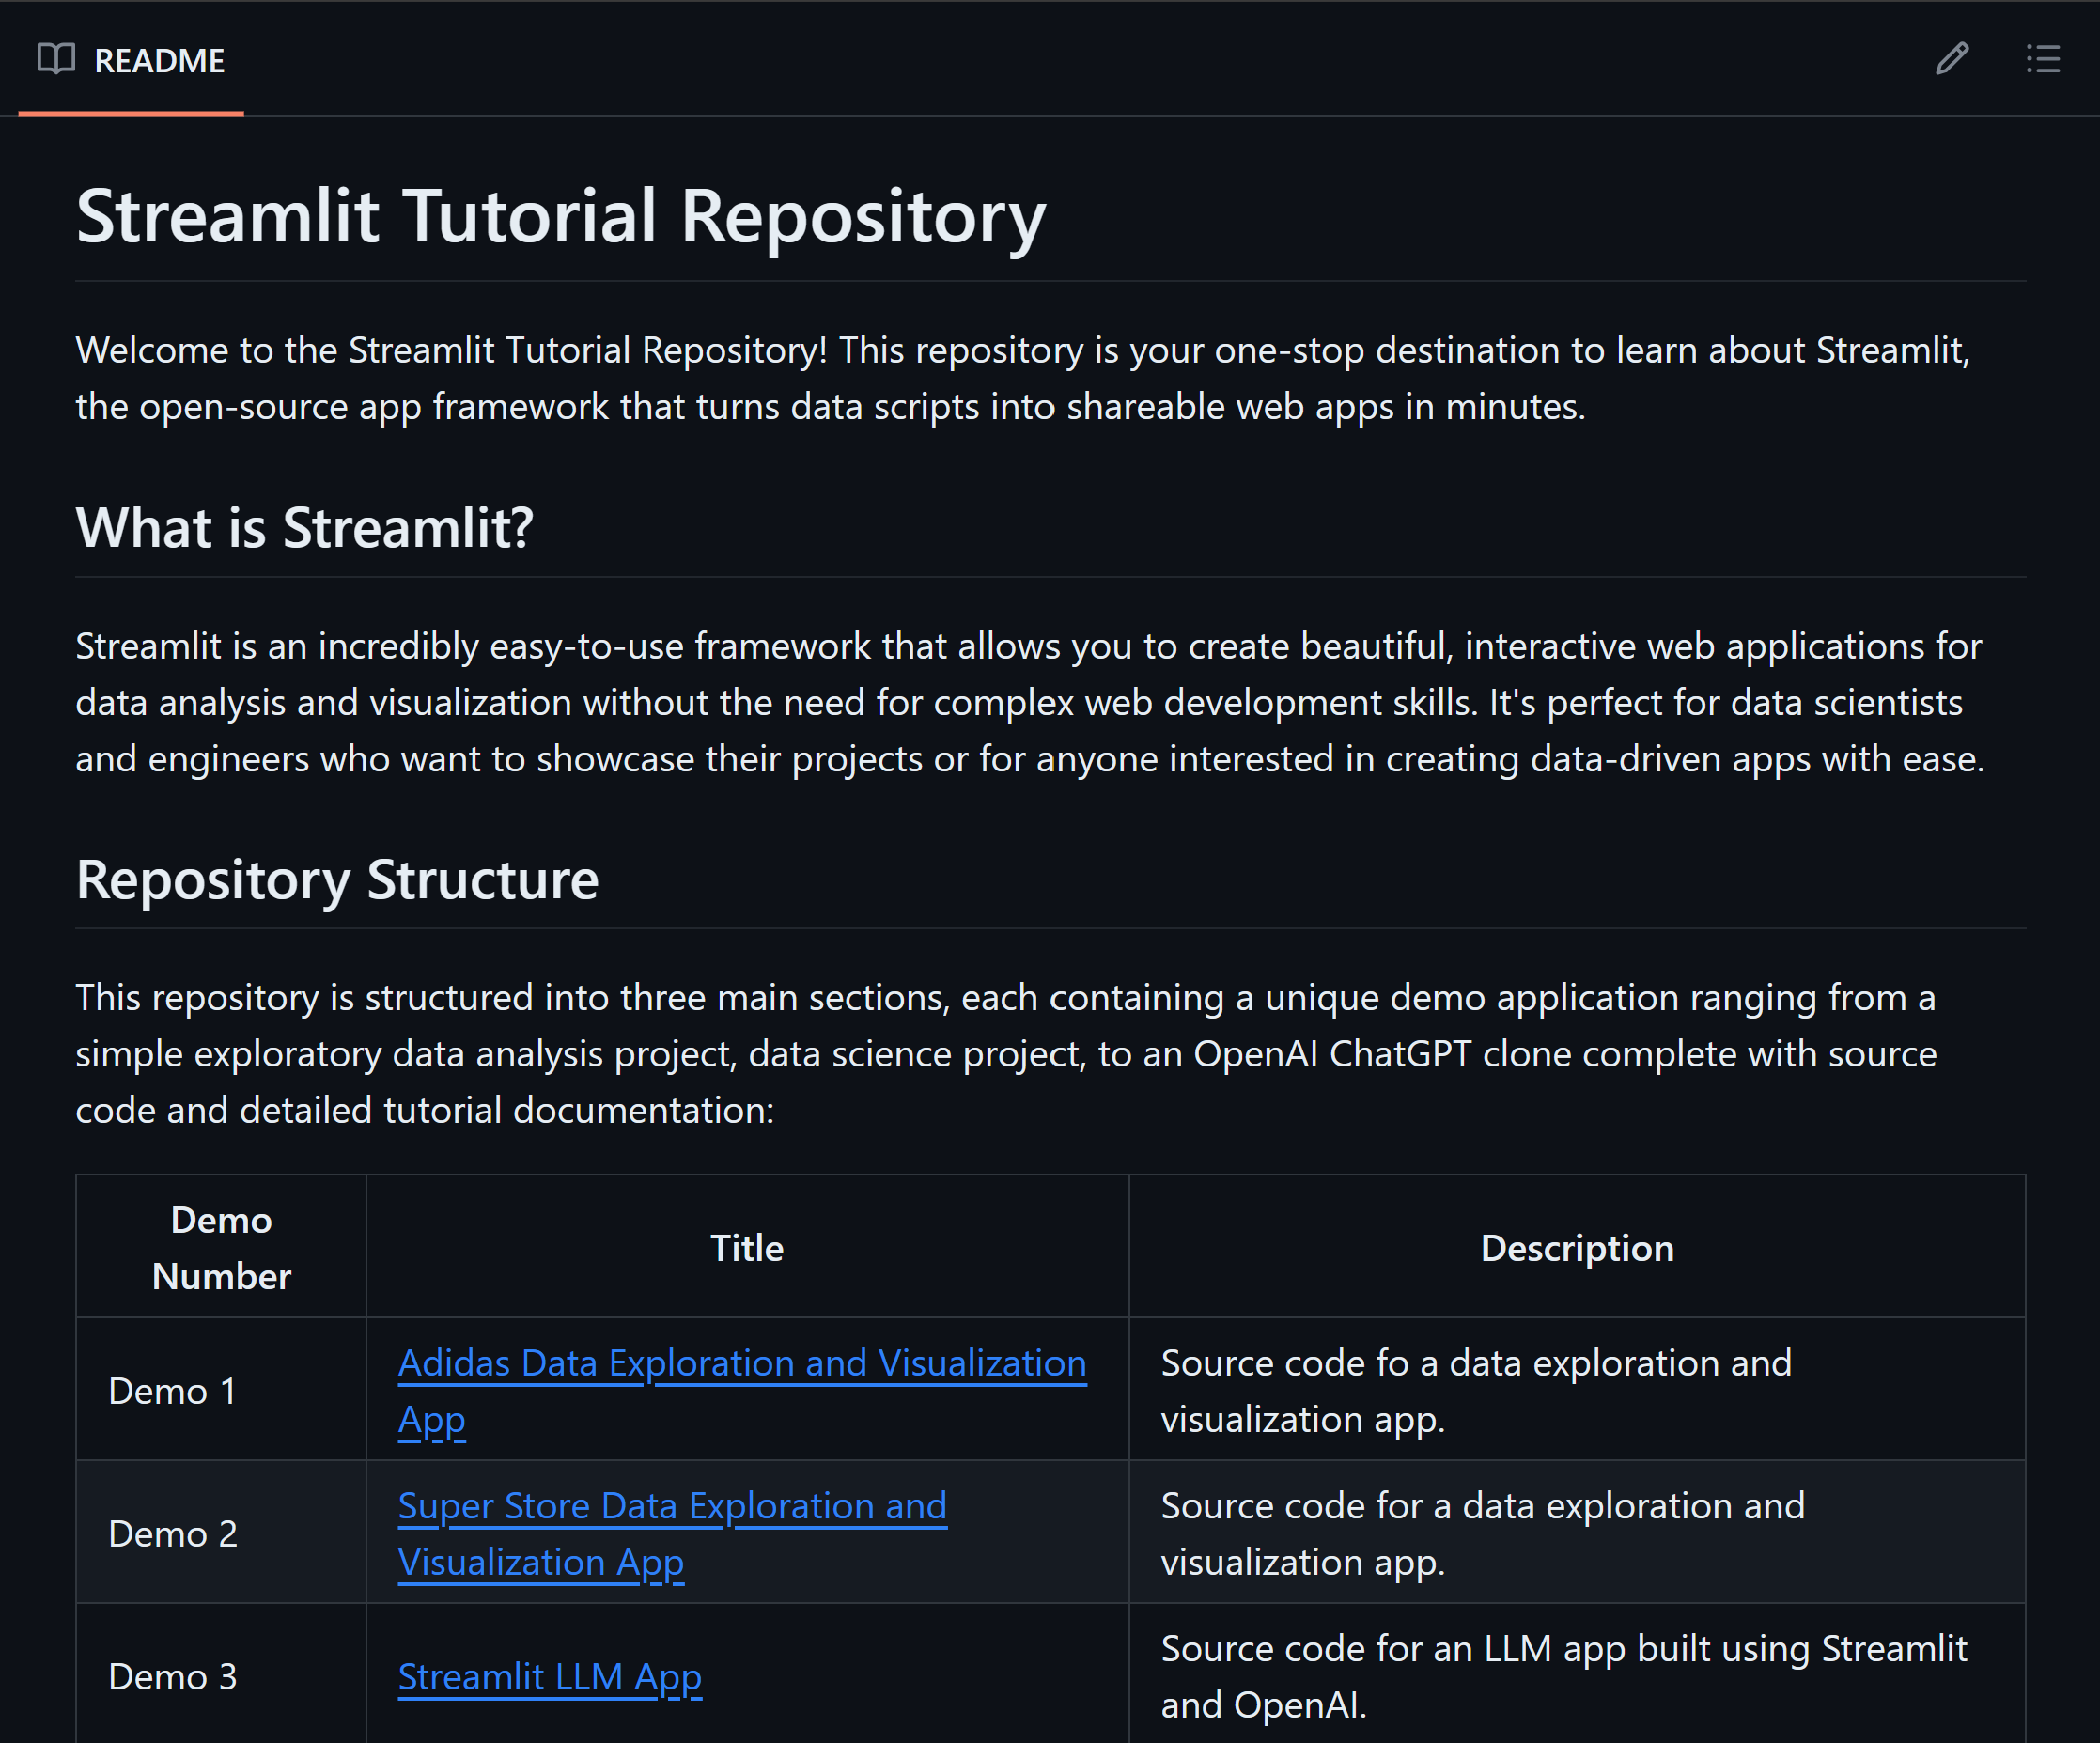 README
Streamlit Tutorial Repository
Welcome to the Streamlit Tutorial Repository! This repository is your one-stop destination to learn about Streamlit,
the open-source app framework that turns data scripts into shareable web apps in minutes.
What is Streamlit?
Streamlit is an incredibly easy-to-use framework that allows you to create beautiful, interactive web applications for
data analysis and visualization without the need for complex web development skills. It's perfect for data scientists
and engineers who want to showcase their projects or for anyone interested in creating data-driven apps with ease.
Repository Structure
This repository is structured into three main sections, each containing a unique demo application ranging from a
simple exploratory data analysis project, data science project, to an OpenAI ChatGPT clone complete with source
code and detailed tutorial documentation:
Demo
Number
Title
Description
Demo 1
Adidas Data Exploration and Visualization
App
Source code fo a data exploration and
visualization app.
Demo 2
Super Store Data Exploration and
Visualization App
Source code for a data exploration and
visualization app.
Demo 3
Streamlit LLM App
Source code for an LLM app built using Streamlit
and OpenAI.